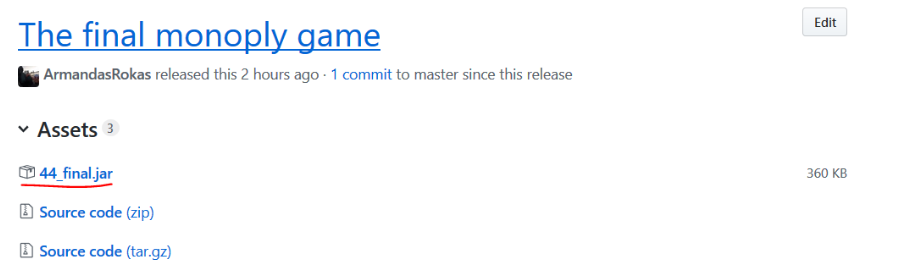 The final monoply game
Edit
ArmandasRokas released this 2 hours ago · 1 commit to master since this release
Assets 3
44_final.jar 360 KB
Source code (zip)
Source code (tar.gz)